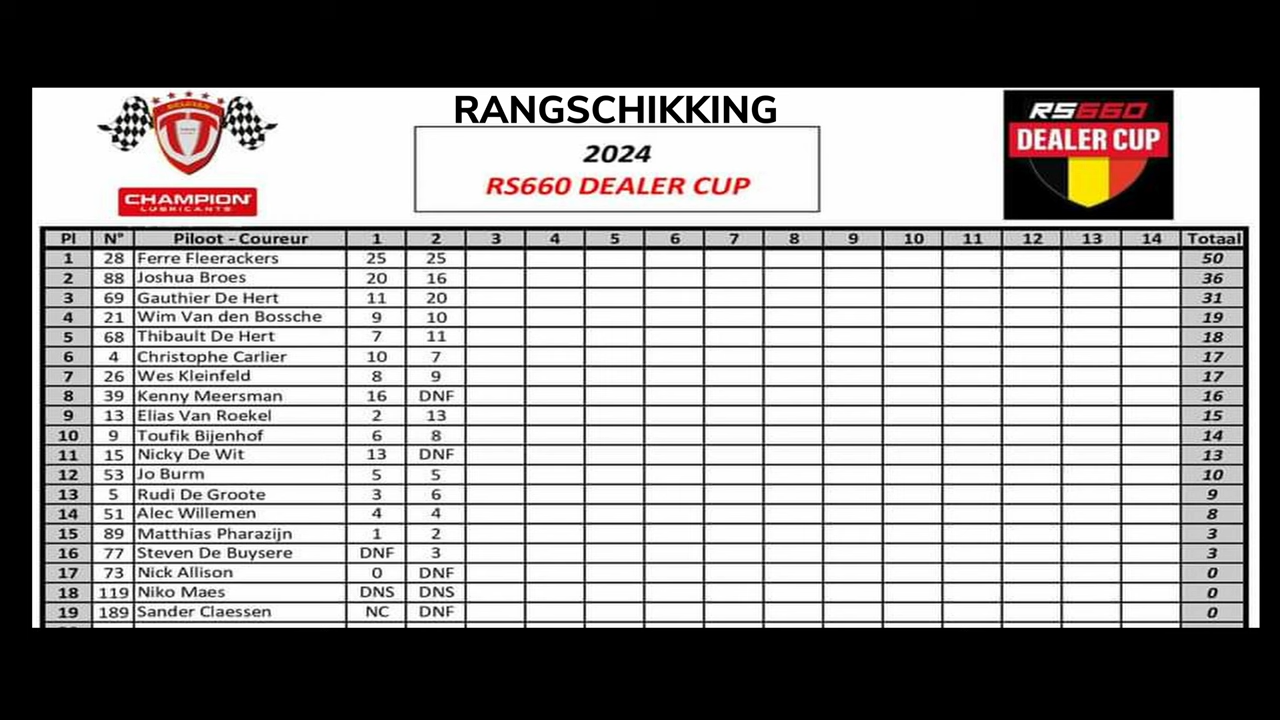 RANGSCHIKKING
2024
RS660 DEALER CUP
CHAMPION
LUBRICANTS
RS660
DEALER CUP
Pl N° Piloot - Coureur 1 2 3 4 5 6 7 8 9 10 11 12 13 14 Totaal
1 28 Ferre Fleerackers 25 25 50
2 88 Joshua Broes 20 16 36
3 69 Gauthier De Hert 11 20 31
4 21 Wim Van den Bossche 9 10 19
5 68 Thibault De Hert 7 11 18
6 4 Christophe Carlier 10 7 17
7 26 Wes Kleinfeld 8 9 17
8 39 Kenny Meersman 16 DNF 16
9 13 Elias Van Roekel 2 13 15
10 9 Toufik Bijenhof 6 8 14
11 15 Nicky De Wit 13 DNF 13
12 53 Jo Burm 5 5 10
13 5 Rudi De Groote 3 6 9
14 51 Alec Willemen 4 4 8
15 89 Matthias Pharazijn 1 2 3
16 77 Steven De Buysere DNF 3 3
17 73 Nick Allison 0 DNF 0
18 119 Niko Maes DNS DNS 0
19 189 Sander Claessen NC DNF 0